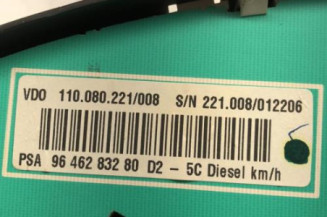 VDO 110.080.221/008 S/N 221.008/012206
PSA 96 462 832 80 D2 - 5C Diesel km/h